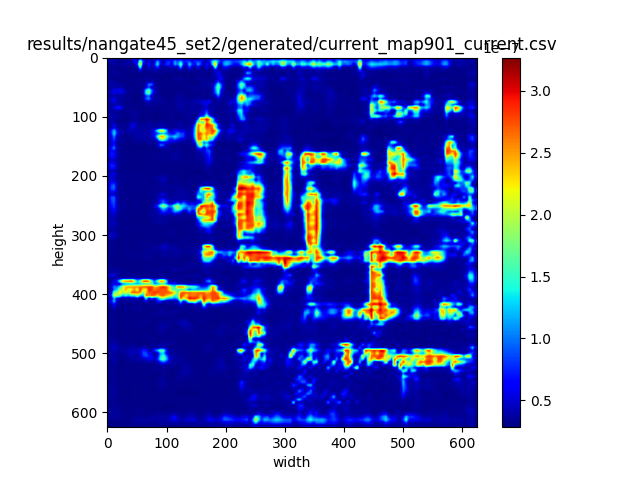 results/nangate45_set2/generated/current_map901_current.csv
1e−7
0
100
200
300
400
500
600
height
0 100 200 300 400 500 600
width
3.0
2.5
2.0
1.5
1.0
0.5